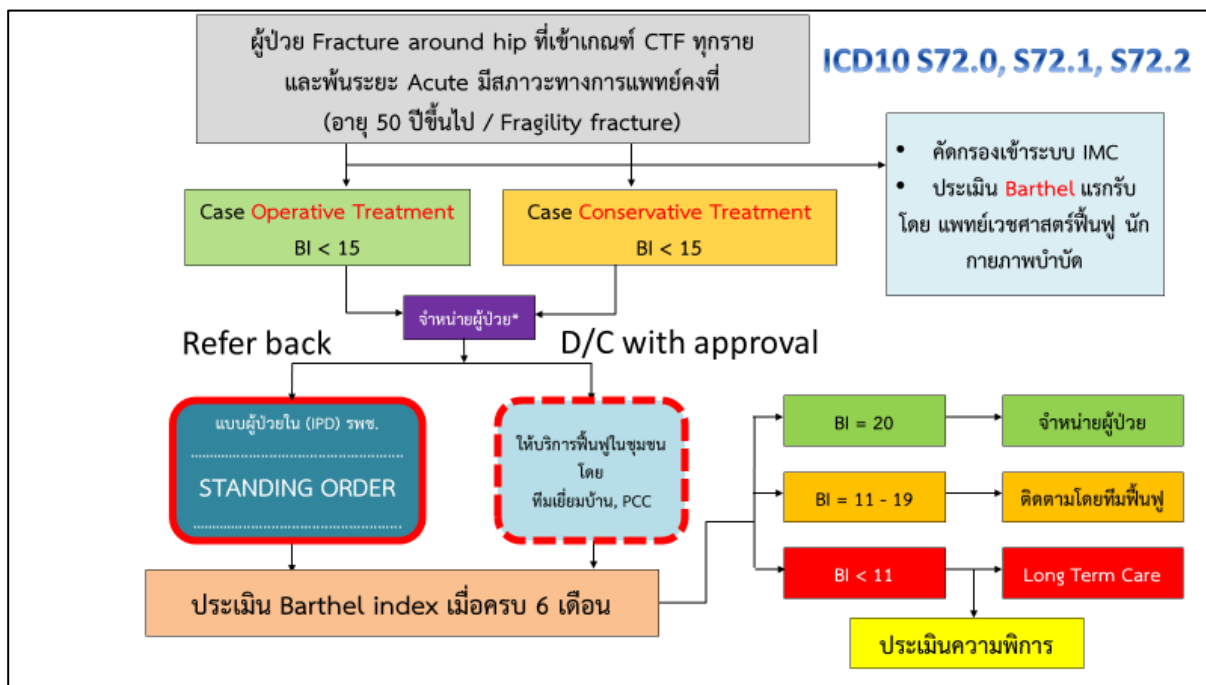 ผู้ป่วย Fracture around hip ที่เข้าเกณฑ์ CTF ทุกราย
และพ้นระยะ Acute มีสภาวะทางการแพทย์คงที่
(อายุ 50 ปีขึ้นไป / Fragility fracture)
ICD10 S72.0, S72.1, S72.2
• คัดกรองเข้าระบบ IMC
• ประเมิน Barthel แรกรับ
โดย แพทย์เวชศาสตร์ฟื้นฟู นัก
กายภาพบำบัด
Case Operative Treatment
BI < 15
Case Conservative Treatment
BI < 15
จำหน่ายผู้ป่วย*
Refer back
D/C with approval
แบบผู้ป่วยใน (IPD) รพช.
STANDING ORDER
ให้บริการฟื้นฟูในชุมชน
โดย
ทีมเยี่ยมบ้าน, PCC
BI = 20
จำหน่ายผู้ป่วย
BI = 11 - 19
ติดตามโดยทีมฟื้นฟู
BI < 11
Long Term Care
ประเมิน Barthel index เมื่อครบ 6 เดือน
ประเมินความพิการ